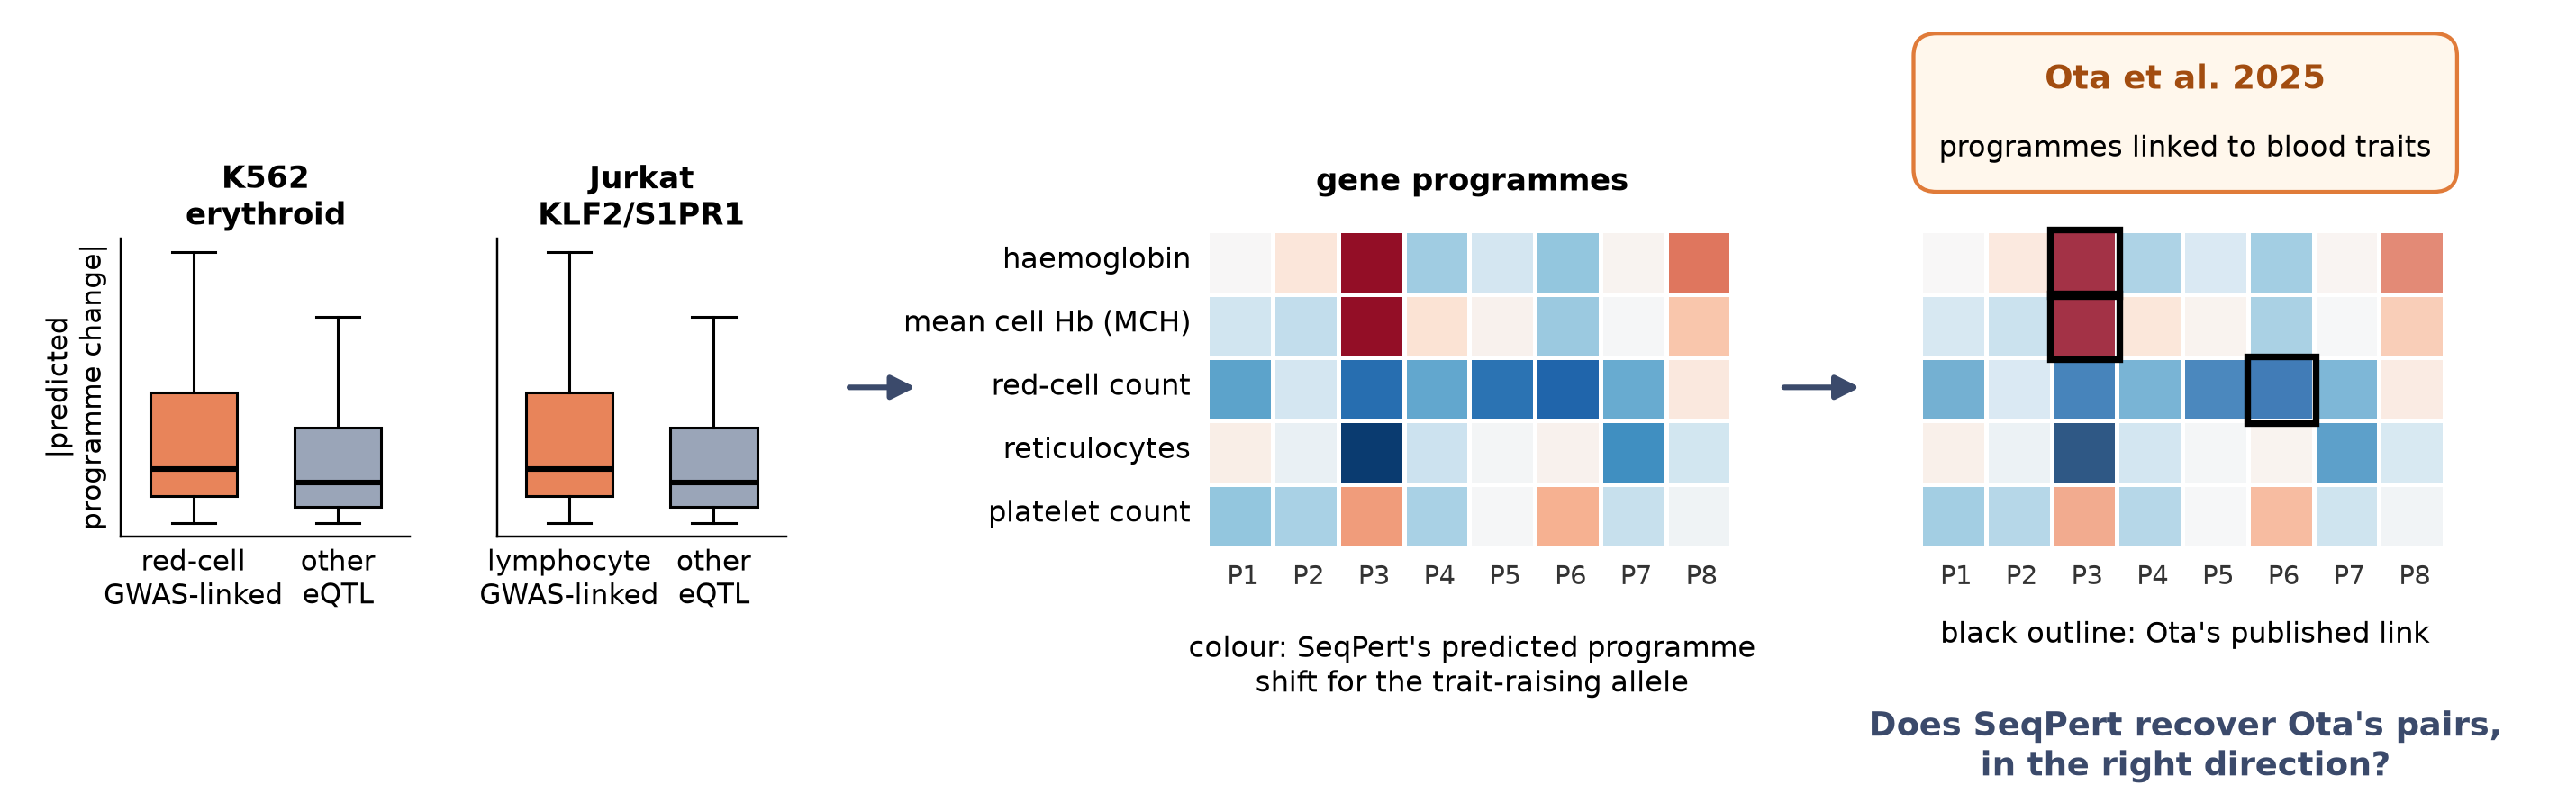 K562
erythroid
|predicted
programme change|
red-cell
GWAS-linked
other
eQTL
Jurkat
KLF2/S1PR1
lymphocyte
GWAS-linked
other
eQTL
gene programmes
haemoglobin
mean cell Hb (MCH)
red-cell count
reticulocytes
platelet count
P1 P2 P3 P4 P5 P6 P7 P8
colour: SeqPert's predicted programme
shift for the trait-raising allele
Ota et al. 2025
programmes linked to blood traits
P1 P2 P3 P4 P5 P6 P7 P8
black outline: Ota's published link
Does SeqPert recover Ota's pairs,
in the right direction?